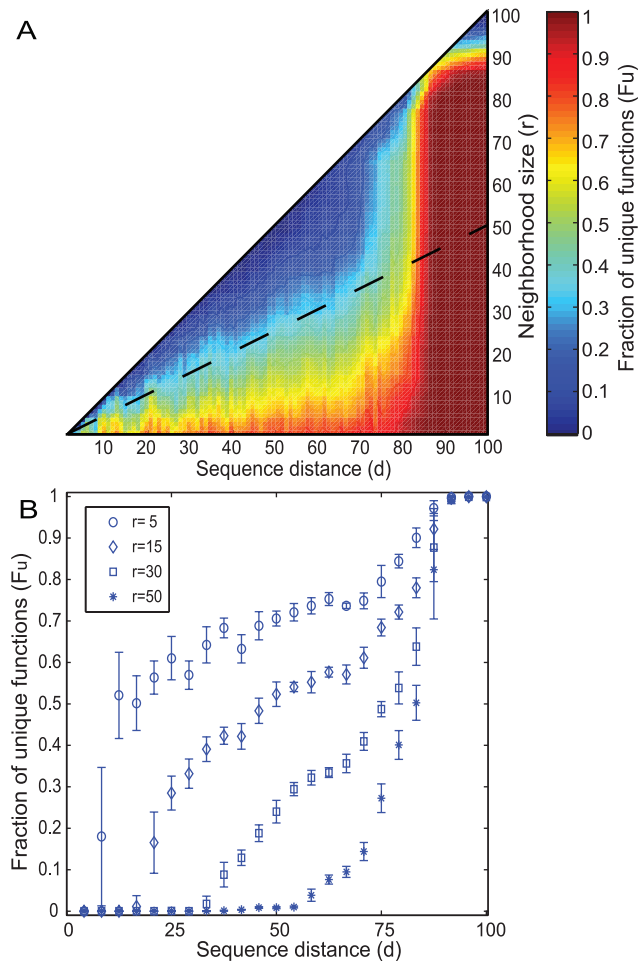 A
100
90
80
70
60
50
40
30
20
10
Neighborhood size (r)
1
0.9
0.8
0.7
0.6
0.5
0.4
0.3
0.2
0.1
0
Fraction of unique functions (Fu)
10 20 30 40 50 60 70 80 90 100
Sequence distance (d)
B
r= 5
r=15
r=30
r=50
1
0.9
0.8
0.7
0.6
0.5
0.4
0.3
0.2
0.1
0
Fraction of unique functions (Fu)
0 25 50 75 100
Sequence distance (d)